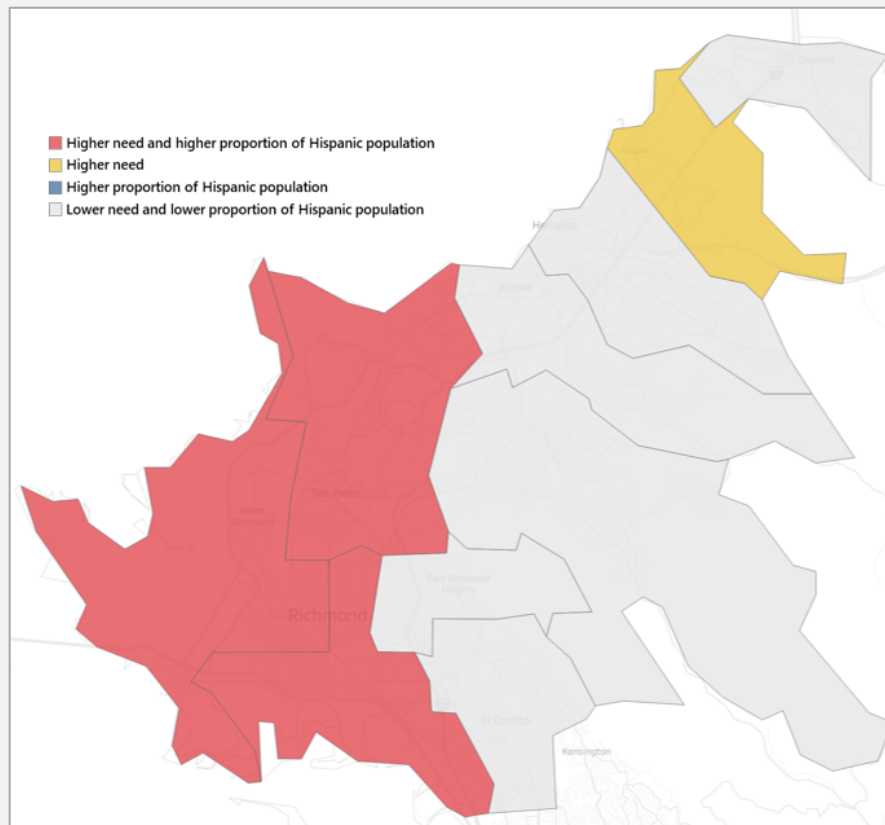 Crockett
Higher need and higher proportion of Hispanic population
Rodeo
Higher need
Higher proportion of Hispanic population
Lower need and lower proportion of Hispanic population
Hercules
Pinole
San Pablo
North
Richmond
East Richmond
Heights
Richmond
El Cerrito
Kensington